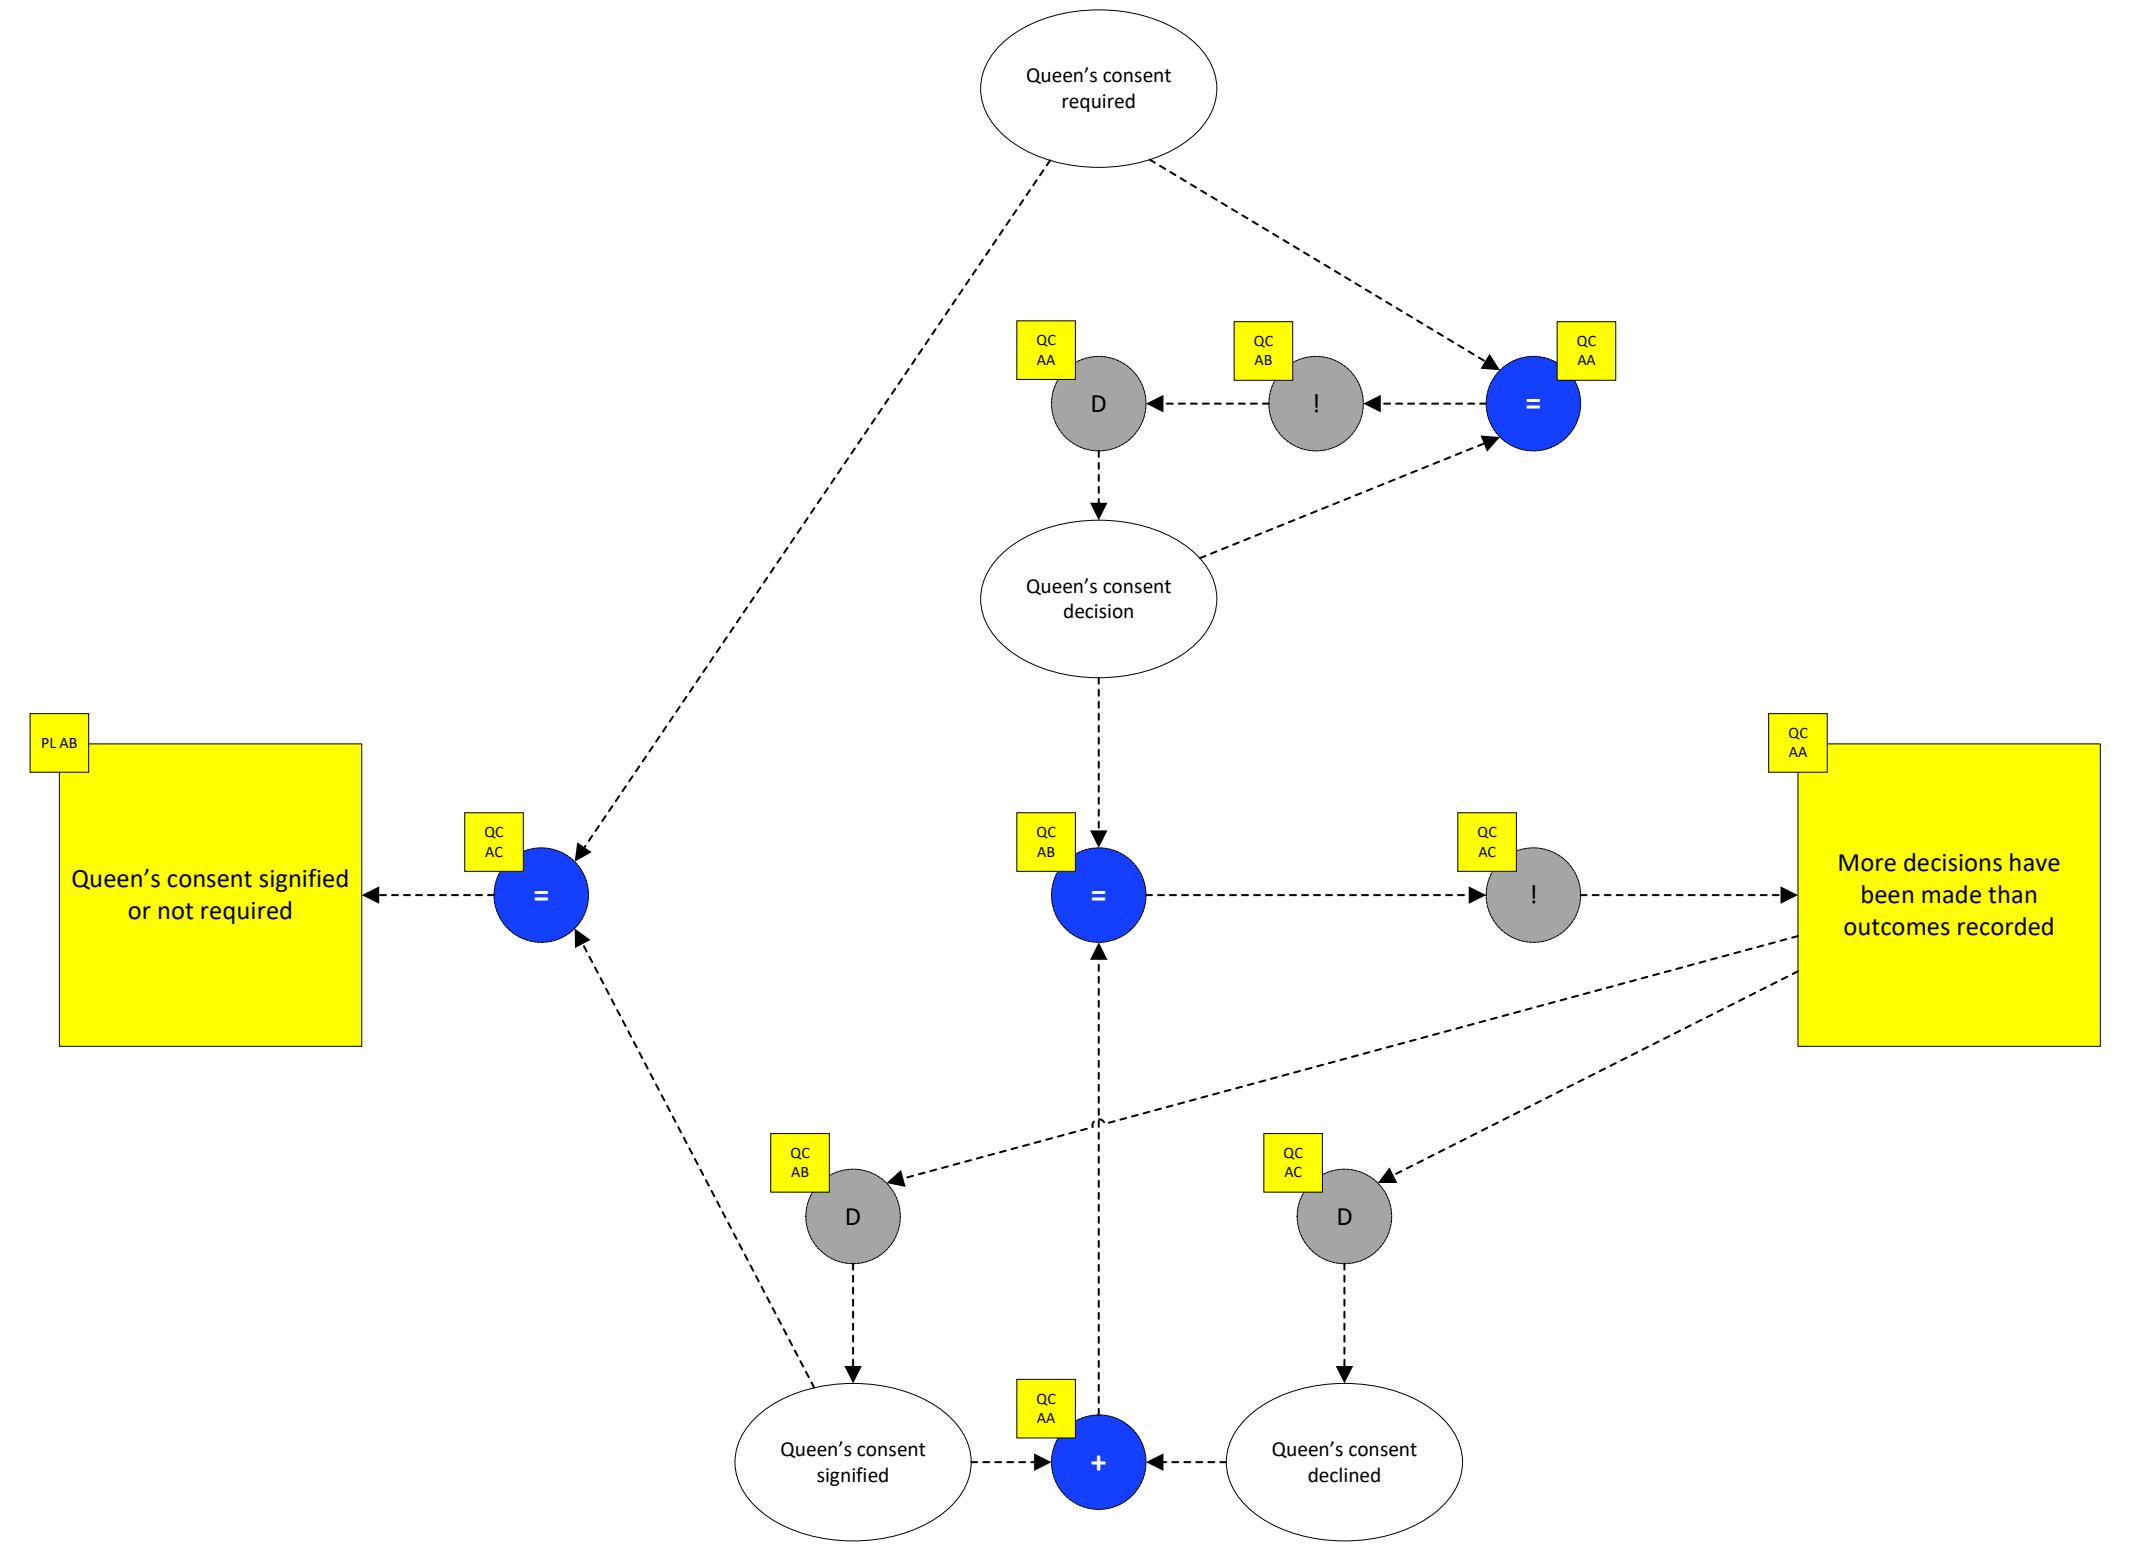 Queen’s consent
required
QC
AA
D
QC
AB
!
QC
AA
=
Queen’s consent
decision
PL AB
Queen’s consent signified
or not required
QC
AC
=
QC
AB
=
QC
AC
!
QC
AA
More decisions have
been made than
outcomes recorded
QC
AB
D
QC
AC
D
Queen’s consent
signified
QC
AA
+
Queen’s consent
declined